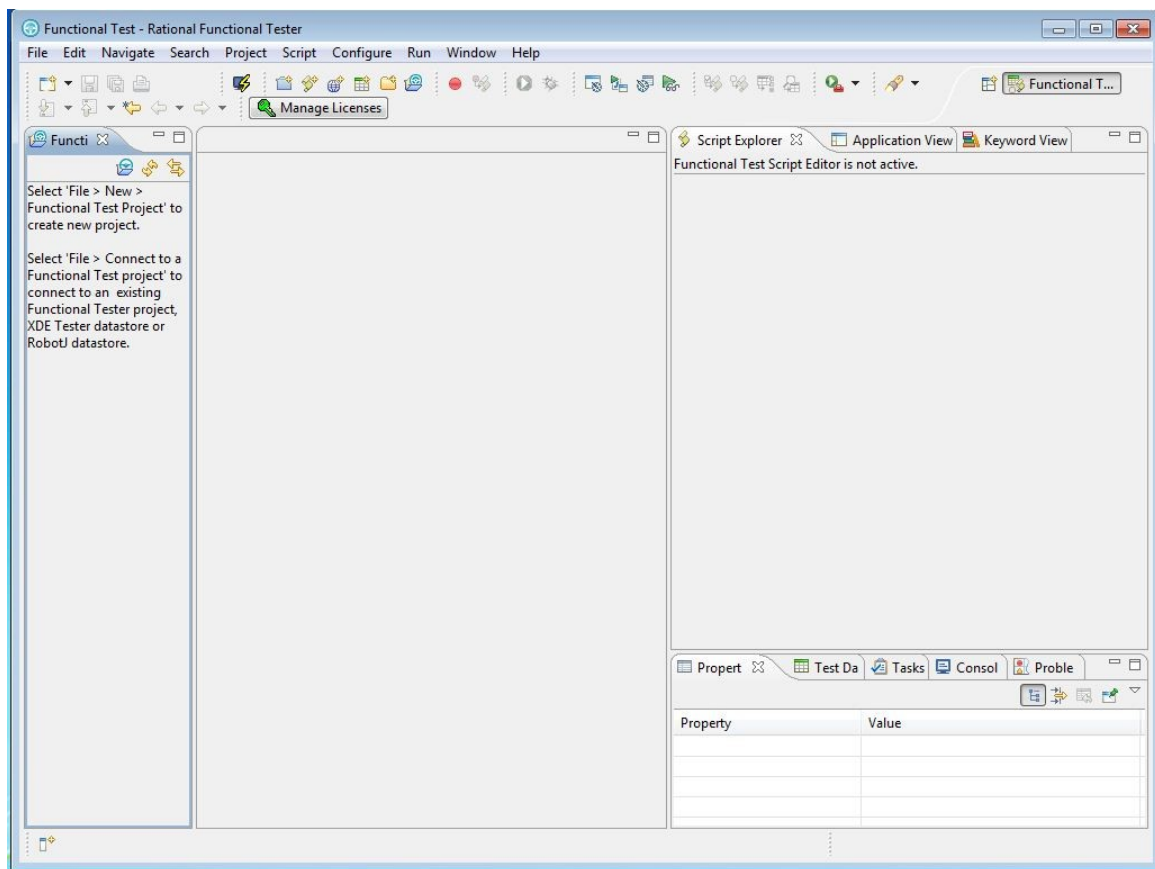 Functional Test - Rational Functional Tester
File Edit Navigate Search Project Script Configure Run Window Help
Functional T...
Manage Licenses
Functi
Script Explorer Application View Keyword View
Functional Test Script Editor is not active.
Select 'File > New >
Functional Test Project' to
create new project.
Select 'File > Connect to a
Functional Test project' to
connect to an existing
Functional Tester project,
XDE Tester datastore or
RobotJ datastore.
Propert Test Da Tasks Consol Proble
Property Value